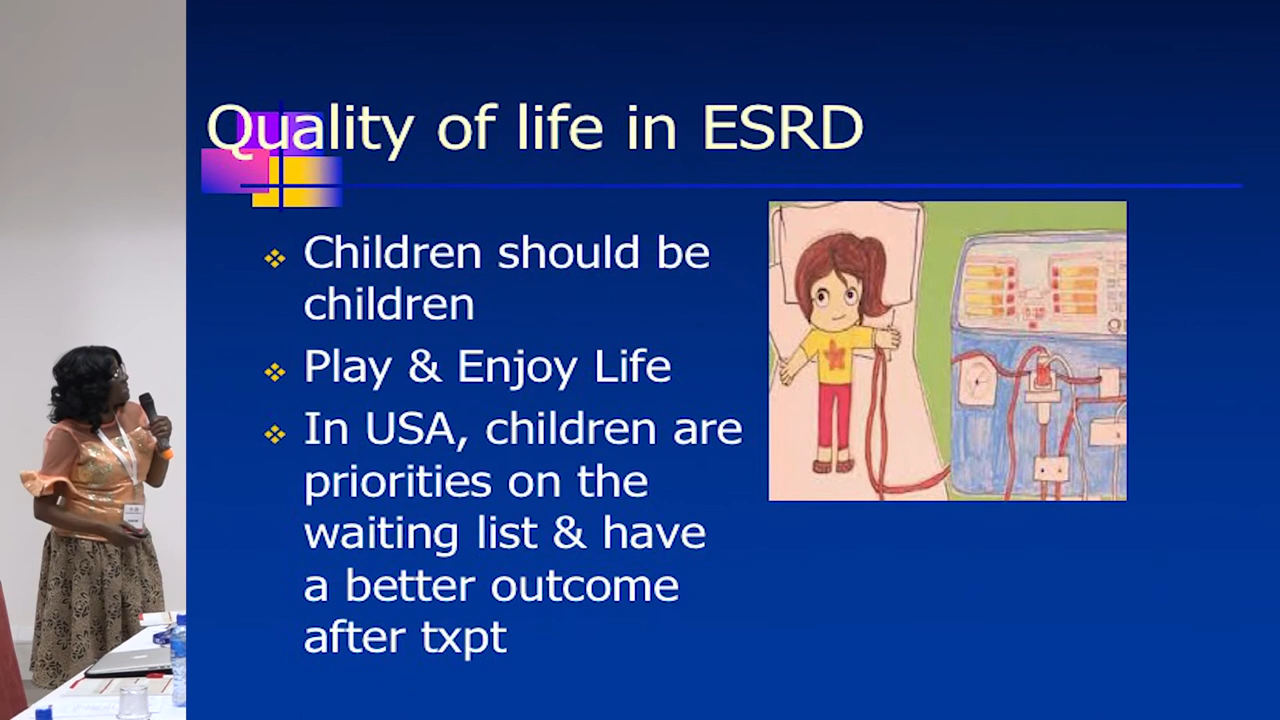 Quality of life in ESRD
❖ Children should be
children
❖ Play & Enjoy Life
❖ In USA, children are
priorities on the
waiting list & have
a better outcome
after txpt